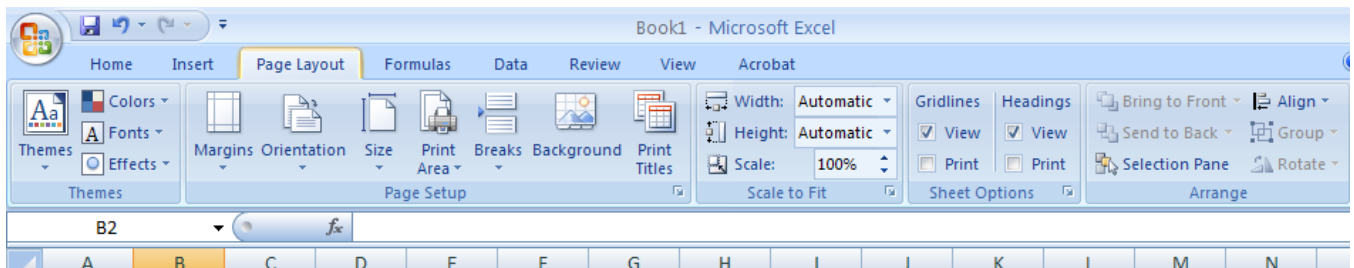 Book1 - Microsoft Excel
Home Insert Page Layout Formulas Data Review View Acrobat
Aa Colors Width: Automatic Gridlines Headings Bring to Front Align
A Fonts Height: Automatic View View Send to Back Group
Themes Effects Margins Orientation Size Print Area Breaks Background Print Titles Scale: 100% Print Print Selection Pane Rotate
Themes Page Setup Scale to Fit Sheet Options Arrange
B2 fx
A B C D E F G H I J K L M N